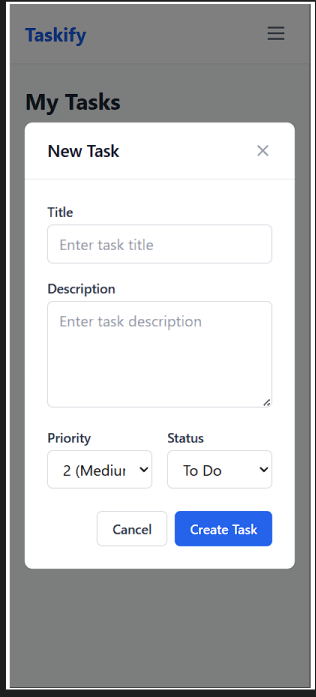 Taskify
My Tasks
New Task
Title
Enter task title
Description
Enter task description
Priority Status
2 (Mediur To Do
Cancel Create Task